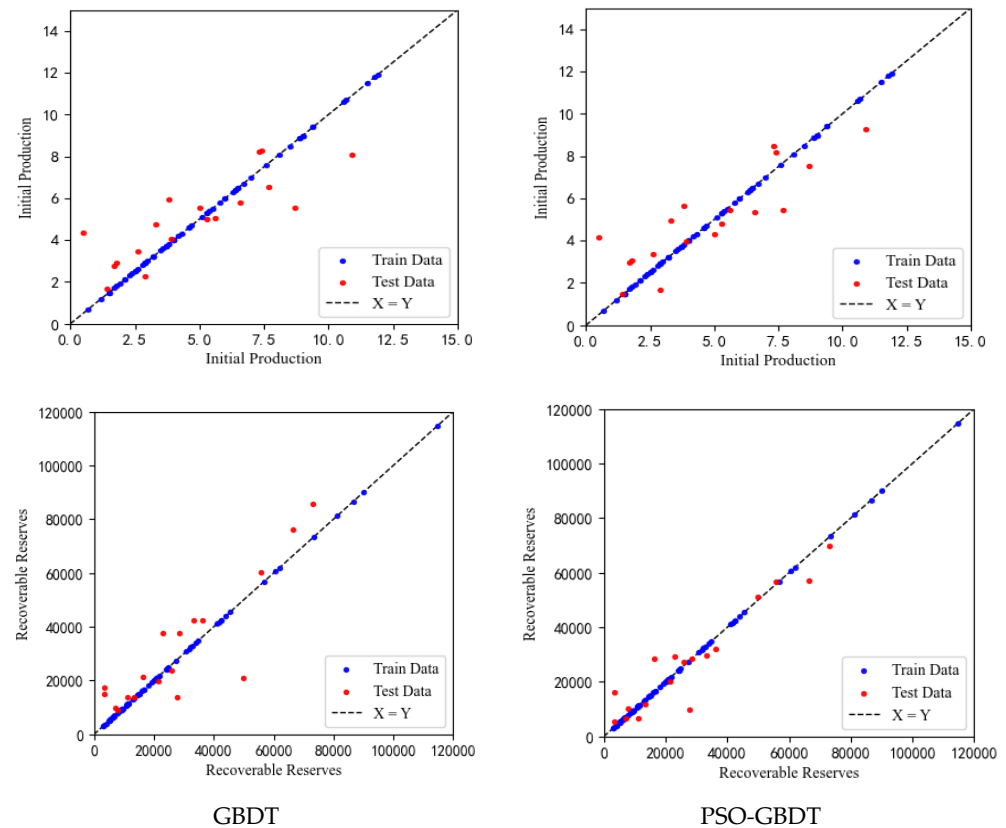 14
12
10
8
6
4
2
0
0. 0 2. 5 5. 0 7. 5 10. 0 12. 5 15. 0
Initial Production
Initial Production
Train Data
Test Data
X = Y
14
12
10
8
6
4
2
0
0. 0 2. 5 5. 0 7. 5 10. 0 12. 5 15. 0
Initial Production
Initial Production
Train Data
Test Data
X = Y
120000
100000
80000
60000
40000
20000
0
0 20000 40000 60000 80000 100000 120000
Recoverable Reserves
Recoverable Reserves
Train Data
Test Data
X = Y
120000
100000
80000
60000
40000
20000
0
0 20000 40000 60000 80000 100000 120000
Recoverable Reserves
Recoverable Reserves
Train Data
Test Data
X = Y
GBDT
PSO-GBDT